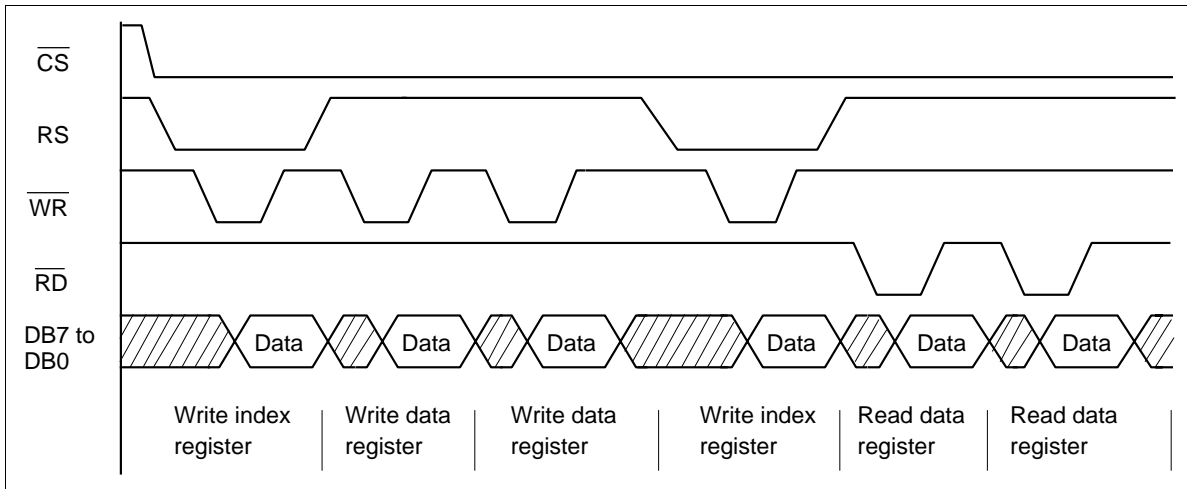 CS
RS
WR
RD
DB7 to
DB0
Data
Data
Data
Data
Data
Data
Write index
register
Write data
register
Write data
register
Write index
register
Read data
register
Read data
register